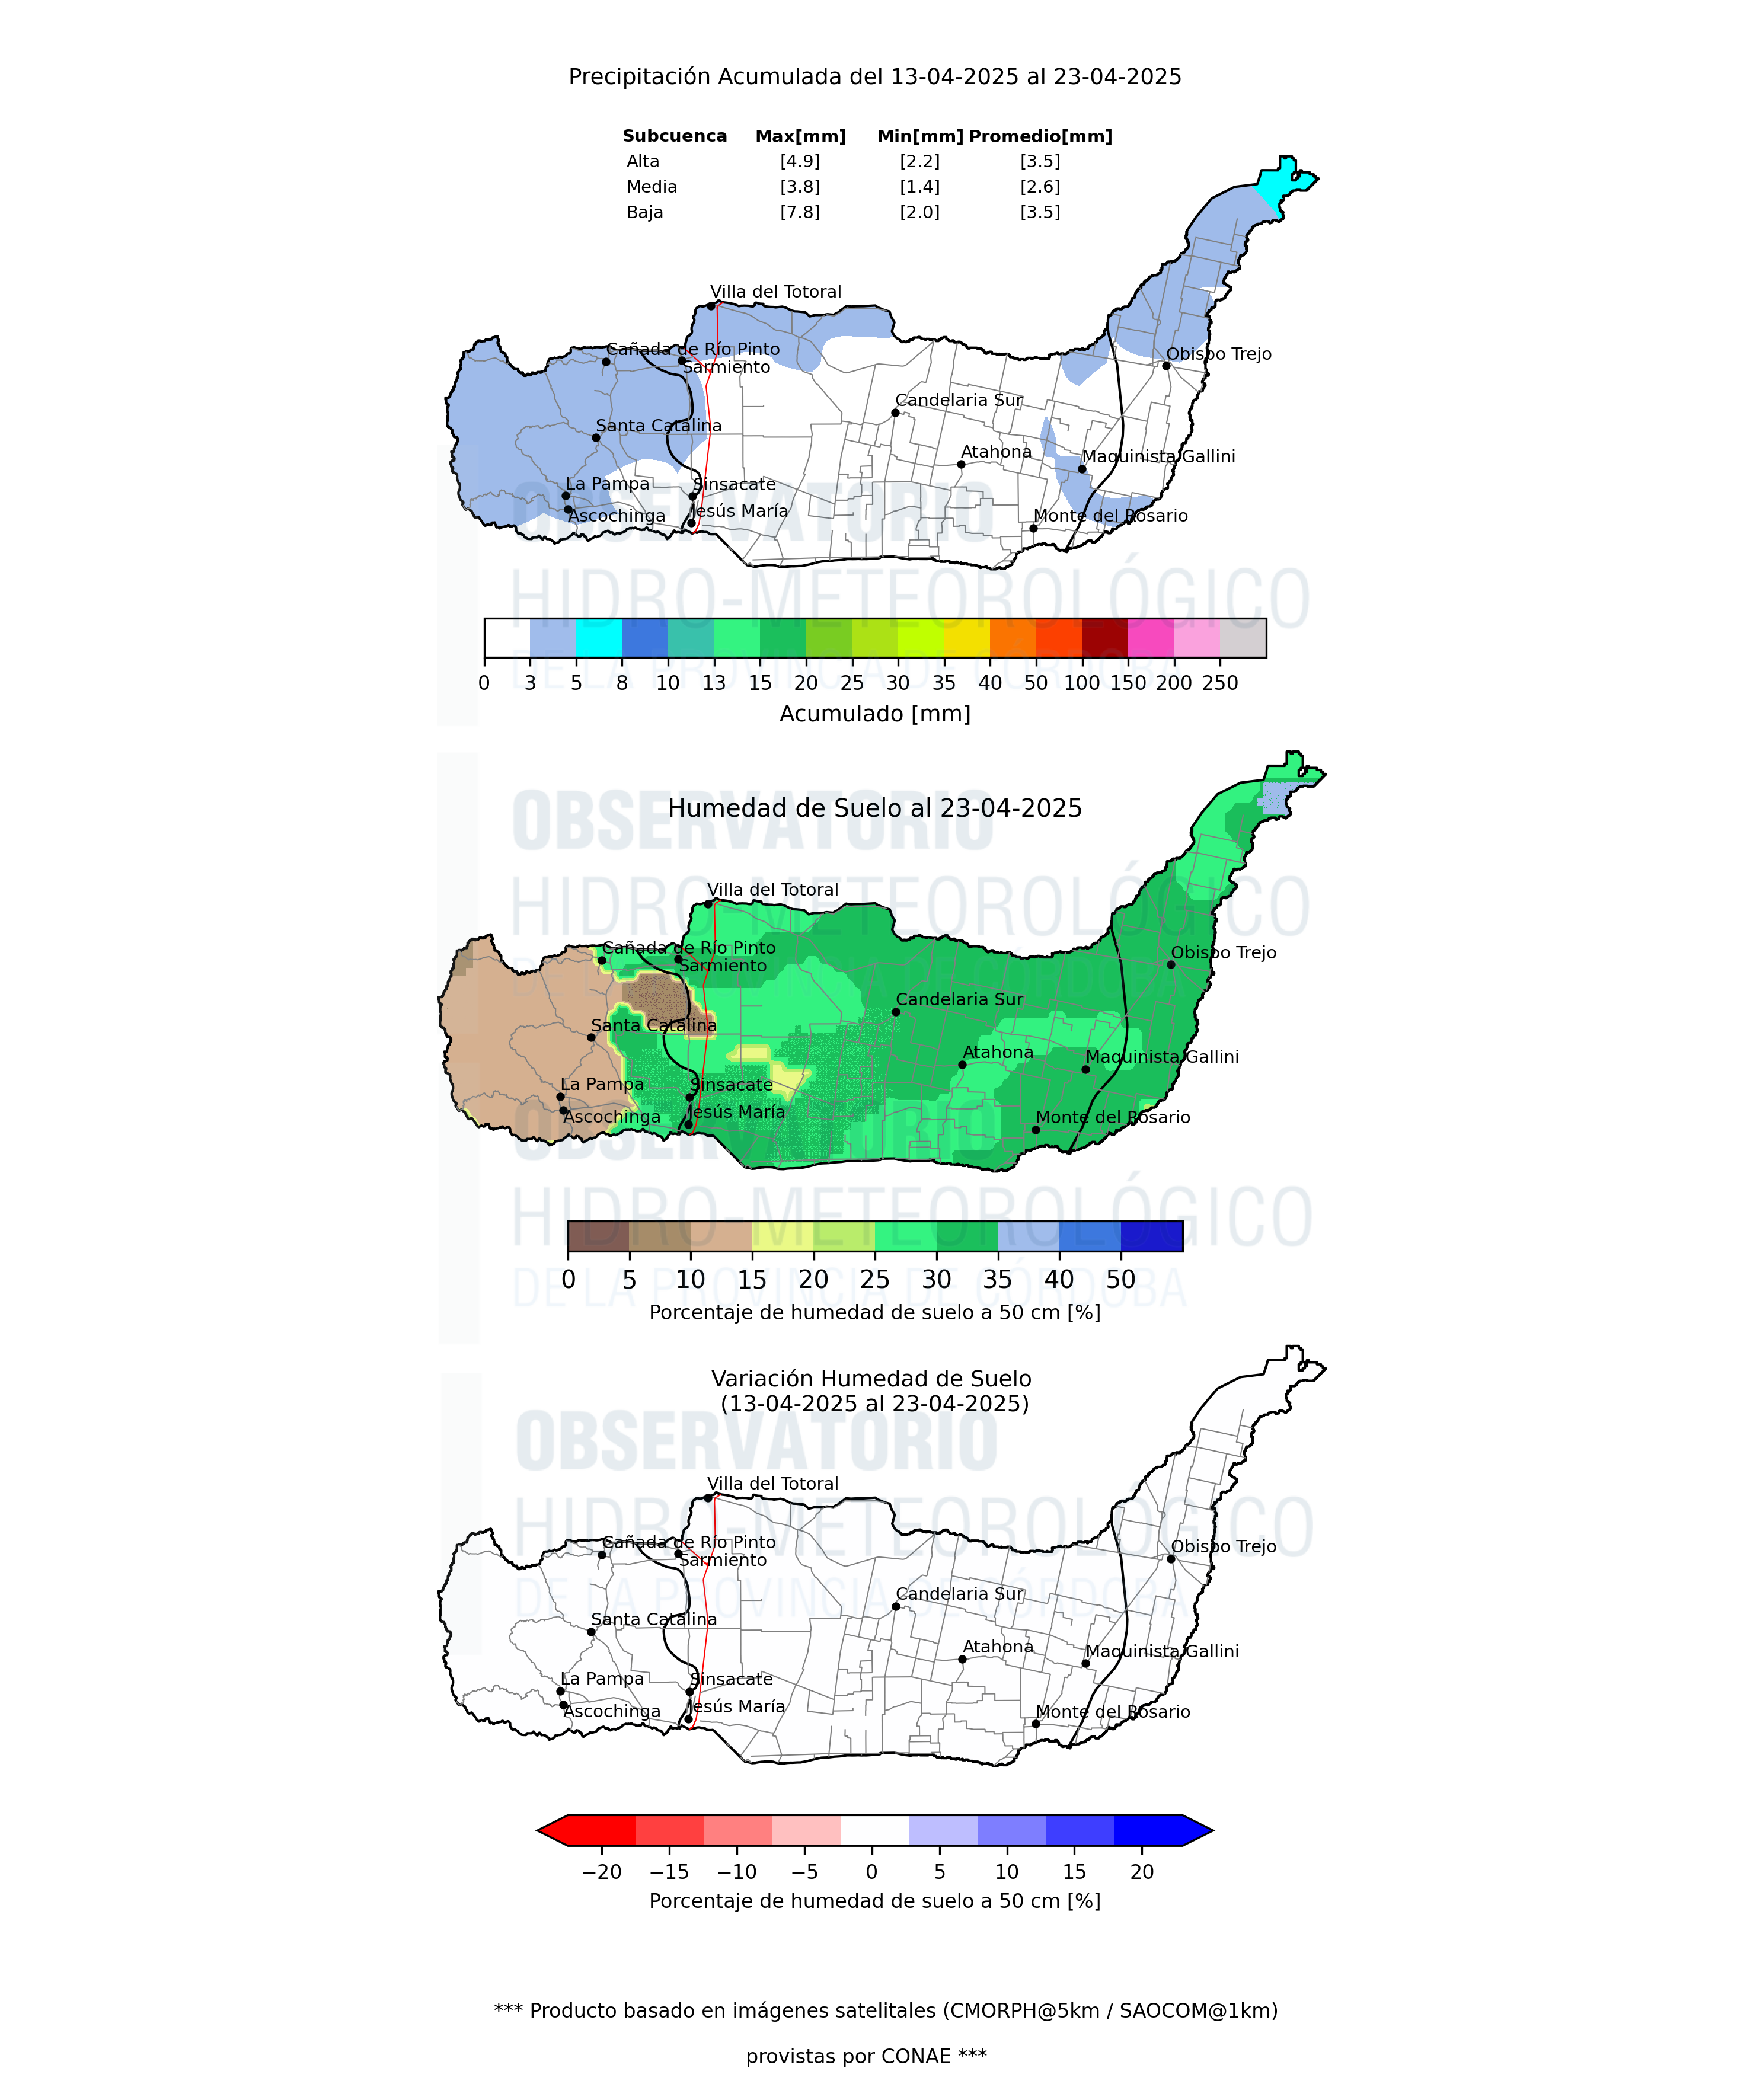 Precipitación Acumulada del 13-04-2025 al 23-04-2025
Subcuenca Max[mm] Min[mm] Promedio[mm]
Alta [4.9] [2.2] [3.5]
Media [3.8] [1.4] [2.6]
Baja [7.8] [2.0] [3.5]
Villa del Totoral
Cañada de Río Pinto
Sarmiento
Obispo Trejo
Candelaria Sur
Santa Catalina
Atahona
Maquinista Gallini
La Pampa
Sinsacate
Ascochinga
Jesús María
Monte del Rosario
OBSERVATORIO
HIDRO-METEOROLÓGICO
DE LA PROVINCIA DE CÓRDOBA
0 3 5 8 10 13 15 20 25 30 35 40 50 100 150 200 250
Acumulado [mm]
Humedad de Suelo al 23-04-2025
OBSERVATORIO
HIDRO-METEOROLÓGICO
DE LA PROVINCIA DE CÓRDOBA
Villa del Totoral
Cañada de Río Pinto
Sarmiento
Obispo Trejo
Candelaria Sur
Santa Catalina
Atahona
Maquinista Gallini
La Pampa
Sinsacate
Ascochinga
Jesús María
Monte del Rosario
OBSERVATORIO
HIDRO-METEOROLÓGICO
DE LA PROVINCIA DE CÓRDOBA
0 5 10 15 20 25 30 35 40 50
Porcentaje de humedad de suelo a 50 cm [%]
Variación Humedad de Suelo
(13-04-2025 al 23-04-2025)
OBSERVATORIO
HIDRO-METEOROLÓGICO
DE LA PROVINCIA DE CÓRDOBA
Villa del Totoral
Cañada de Río Pinto
Sarmiento
Obispo Trejo
Candelaria Sur
Santa Catalina
Atahona
Maquinista Gallini
La Pampa
Sinsacate
Ascochinga
Jesús María
Monte del Rosario
−20 −15 −10 −5 0 5 10 15 20
Porcentaje de humedad de suelo a 50 cm [%]
*** Producto basado en imágenes satelitales (CMORPH@5km / SAOCOM@1km)
provistas por CONAE ***